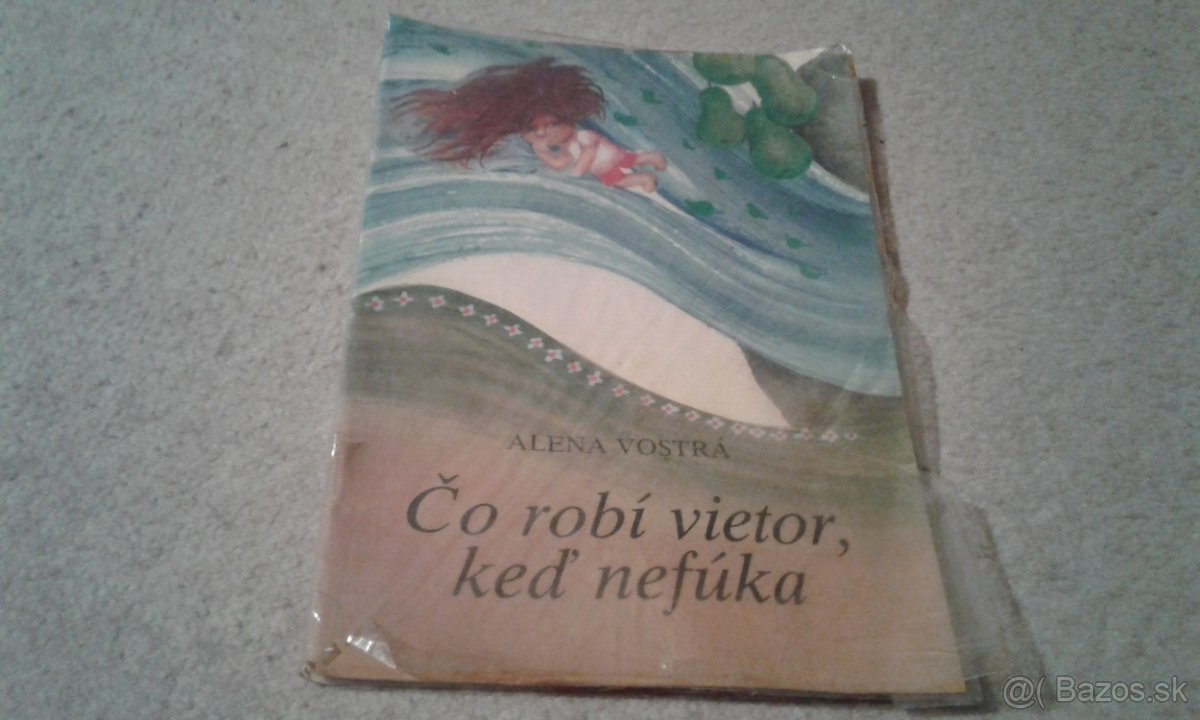 ALENA VOSTRÁ
Čo robí vietor,
keď nefúka
@( Bazos.sk